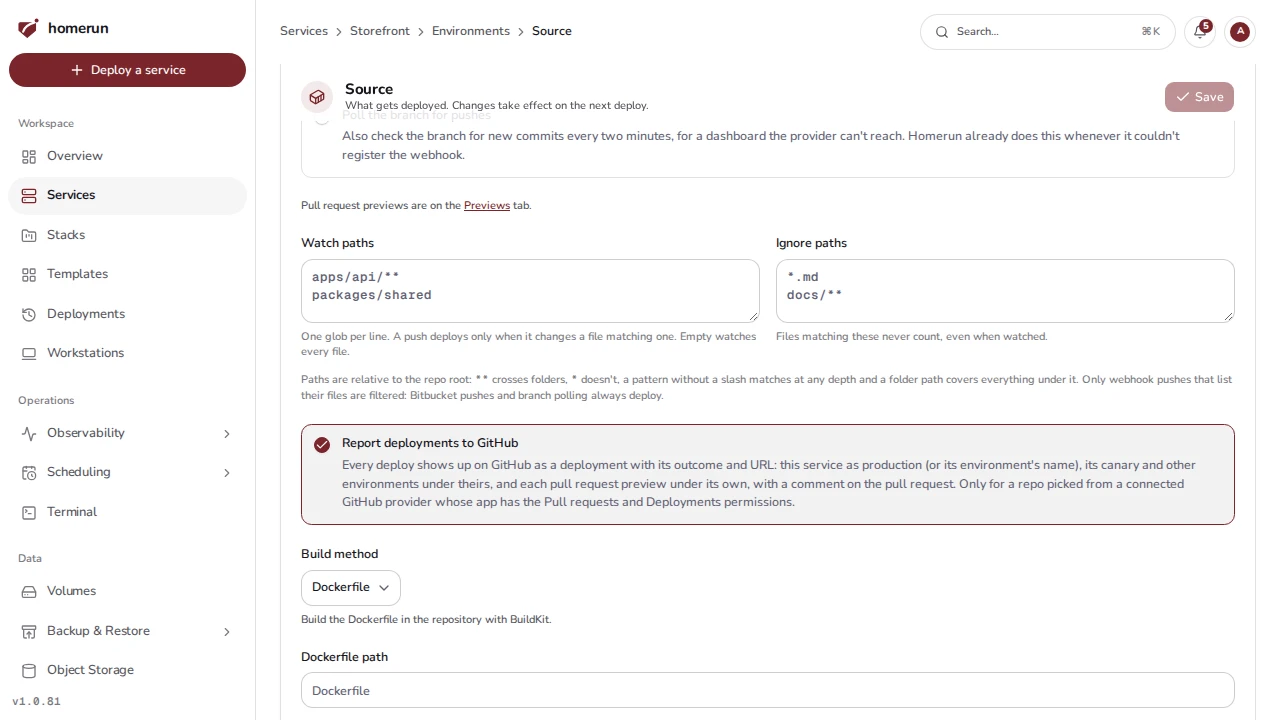 homerun
Services
Storefront
Environments
Source
Search...
⌘K
5
A
Deploy a service
Workspace
Overview
Services
Stacks
Templates
Deployments
Workstations
Operations
Observability
Scheduling
Terminal
Data
Volumes
Backup & Restore
Object Storage
v1.0.81
Source
What gets deployed. Changes take effect on the next deploy.
Save
Poll the branch for pushes
Also check the branch for new commits every two minutes, for a dashboard the provider can't reach. Homerun already does this whenever it couldn't
register the webhook.
Pull request previews are on the Previews tab.
Watch paths
apps/api/**
packages/shared
One glob per line. A push deploys only when it changes a file matching one. Empty watches
every file.
Ignore paths
*.md
docs/**
Files matching these never count, even when watched.
Paths are relative to the repo root: ** crosses folders, * doesn't, a pattern without a slash matches at any depth and a folder path covers everything under it. Only webhook pushes that list
their files are filtered: Bitbucket pushes and branch polling always deploy.
Report deployments to GitHub
Every deploy shows up on GitHub as a deployment with its outcome and URL: this service as production (or its environment's name), its canary and other
environments under theirs, and each pull request preview under its own, with a comment on the pull request. Only for a repo picked from a connected
GitHub provider whose app has the Pull requests and Deployments permissions.
Build method
Dockerfile
Build the Dockerfile in the repository with BuildKit.
Dockerfile path
Dockerfile